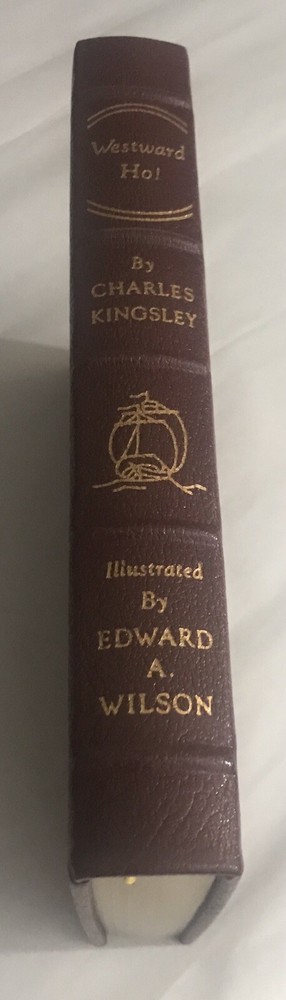 Westward
Ho!
By
CHARLES
KINGSLEY
Illustrated
By
EDWARD
A.
WILSON